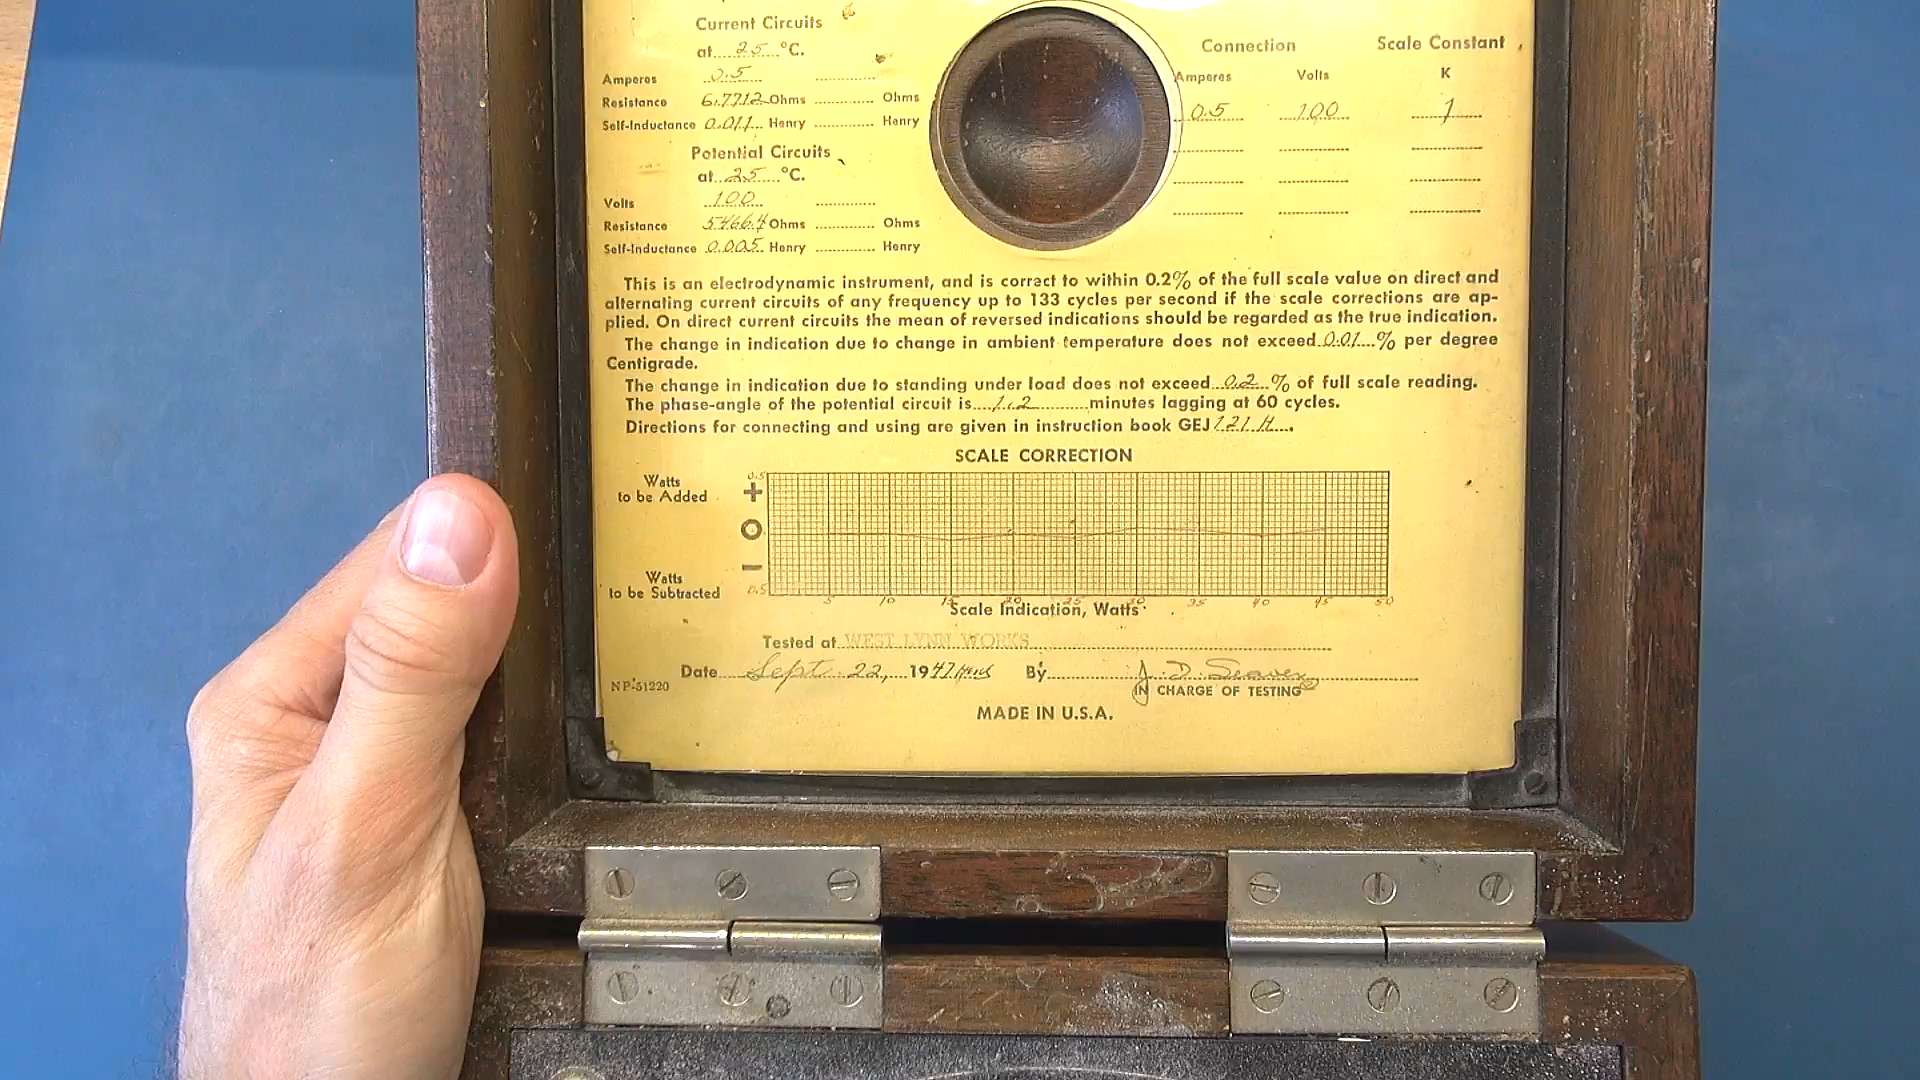 Current Circuits
at 25 °C.
Amperes 0.5
Resistance 6.7712 Ohms Ohms
Self-Inductance 0.011 Henry Henry
Potential Circuits
at 25 °C.
Volts 100
Resistance Ohms Ohms
Self-Inductance 0.005 Henry Henry
Connection Scale Constant
Amperes Volts K
0.5 100 1
This is an electrodynamic instrument, and is correct to within 0.2% of the full scale value on direct and
alternating current circuits of any frequency up to 133 cycles per second if the scale corrections are ap-
plied. On direct current circuits the mean of reversed indications should be regarded as the true indication.
The change in indication due to change in ambient temperature does not exceed 0.01 % per degree
Centigrade.
The change in indication due to standing under load does not exceed 0.2 % of full scale reading.
The phase-angle of the potential circuit is 1.2 minutes lagging at 60 cycles.
Directions for connecting and using are given in instruction book GEJ 121 H.
SCALE CORRECTION
Watts
to be Added
0.5
+
O
−
Watts
to be Subtracted
0.5
5 10 15 20 25 30 35 40 45 50
Scale Indication, Watts
Tested at WEST LYNN WORKS
Date Sept. 22, 1947 By J. D. Seaver
NP-51220
IN CHARGE OF TESTING
MADE IN U.S.A.